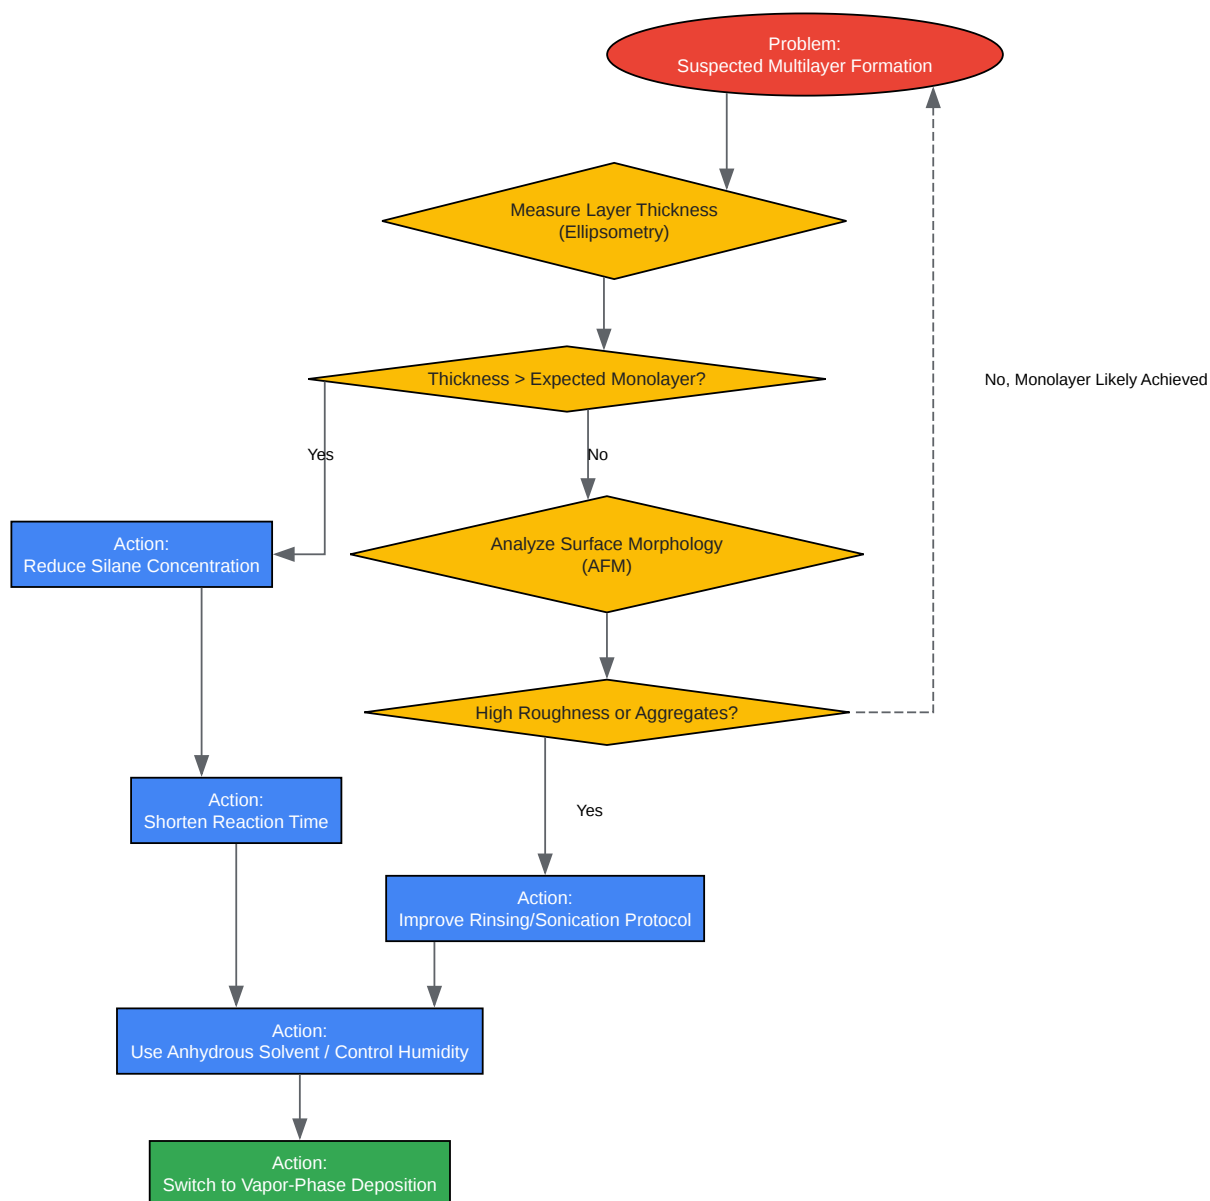 Problem:
Suspected Multilayer Formation
Measure Layer Thickness
(Ellipsometry)
Thickness > Expected Monolayer?
No, Monolayer Likely Achieved
Yes
No
Action:
Reduce Silane Concentration
Analyze Surface Morphology
(AFM)
High Roughness or Aggregates?
Action:
Shorten Reaction Time
Yes
Action:
Improve Rinsing/Sonication Protocol
Action:
Use Anhydrous Solvent / Control Humidity
Action:
Switch to Vapor-Phase Deposition